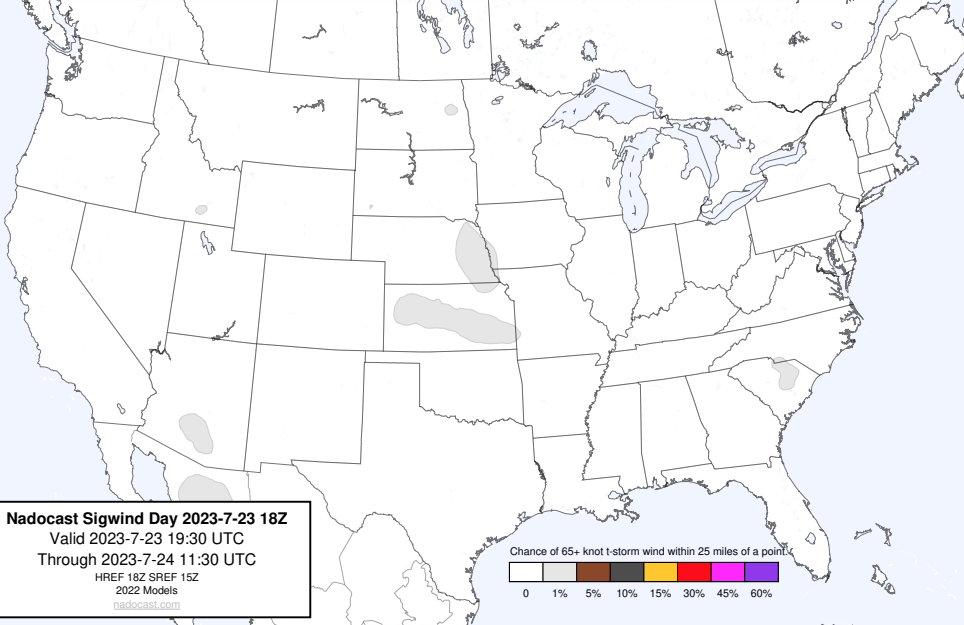 Nadocast Sigwind Day 2023-7-23 18Z
Valid 2023-7-23 19:30 UTC
Through 2023-7-24 11:30 UTC
HREF 18Z SREF 15Z
2022 Models
nadocast.com
Chance of 65+ knot t-storm wind within 25 miles of a point.
0 1% 5% 10% 15% 30% 45% 60%